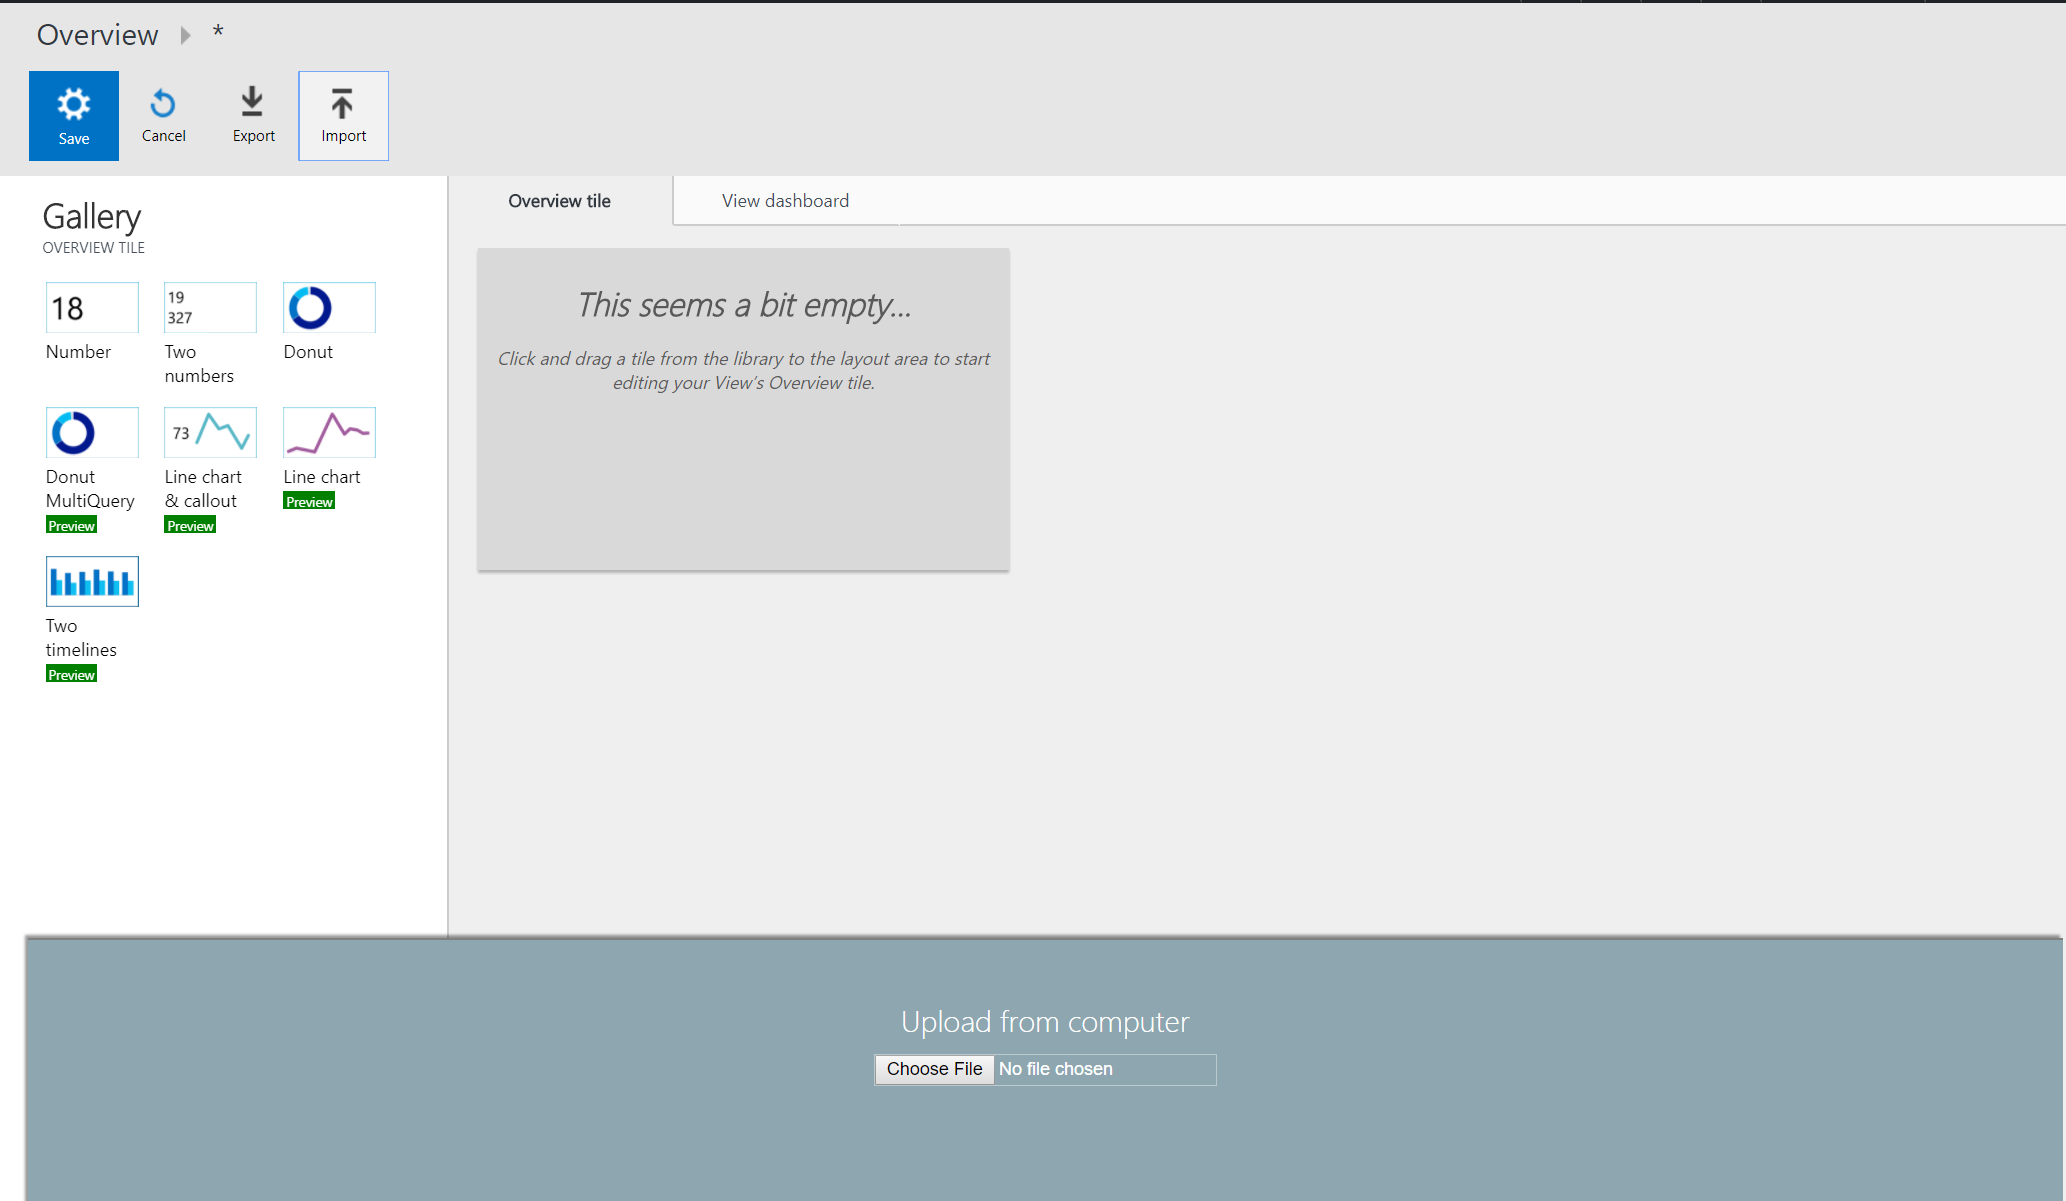 Overview *
Save
Cancel
Export
Import
Gallery
OVERVIEW TILE
18
Number
19
327
Two
numbers
Donut
Donut
MultiQuery
Preview
73
Line chart
& callout
Preview
Line chart
Preview
Two
timelines
Preview
Overview tile
View dashboard
This seems a bit empty...
Click and drag a tile from the library to the layout area to start
editing your View's Overview tile.
Upload from computer
Choose File No file chosen